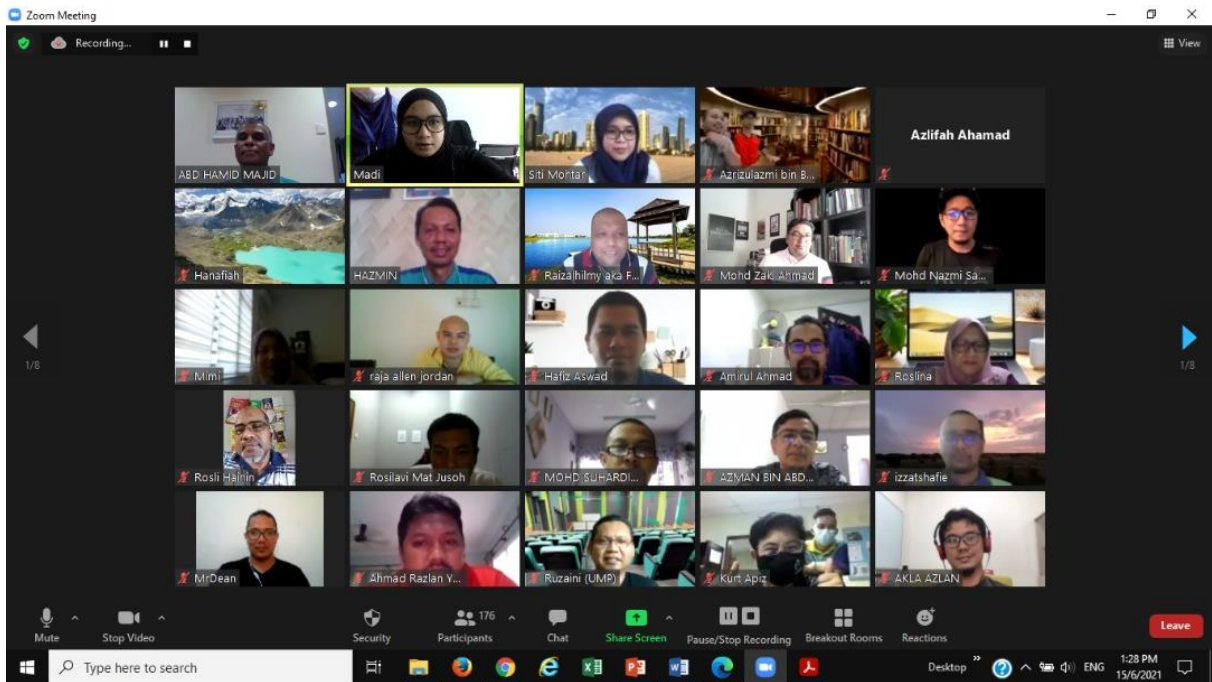 Zoom Meeting
Recording...
View
ABD HAMID MAJID
Madi
Siti Mohtar
Azrizulazmi bin B...
Azlifah Ahamad
Hanafiah
HAZMIN
Raizalhilmy aka F...
Mohd Zaki Ahmad
Mohd Nazmi Sa...
Mimi
raja allen jordan
Hafiz Aswad
Amirul Ahmad
Roslina
Rosli Hainin
Rosilavi Mat Jusoh
MOHD SUHARDI...
AZMAN BIN ABD...
izzatshafie
MrDean
Ahmad Razlan Y...
Ruzaini (UMP)
Kurt Apiz
AKLA AZLAN
1/8
1/8
Mute
Stop Video
Security
176
Participants
Chat
Share Screen
Pause/Stop Recording
Breakout Rooms
Reactions
Leave
Type here to search
Desktop
ENG
1:28 PM
15/6/2021